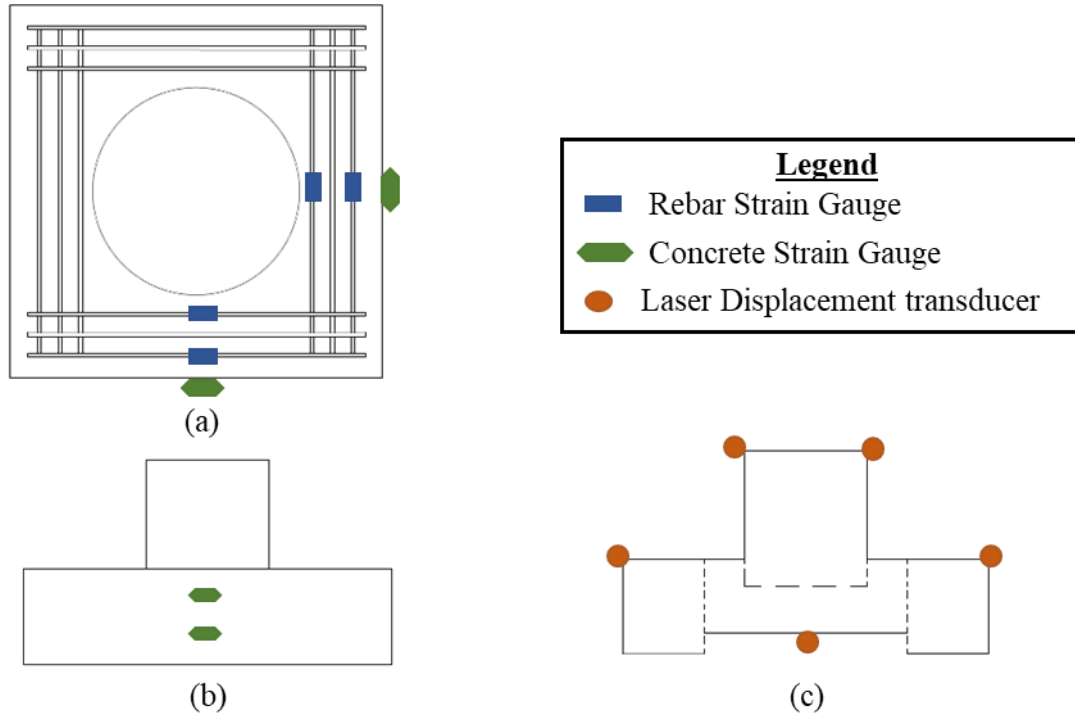 Legend
Rebar Strain Gauge
Concrete Strain Gauge
Laser Displacement transducer
(a)
(b)
(c)